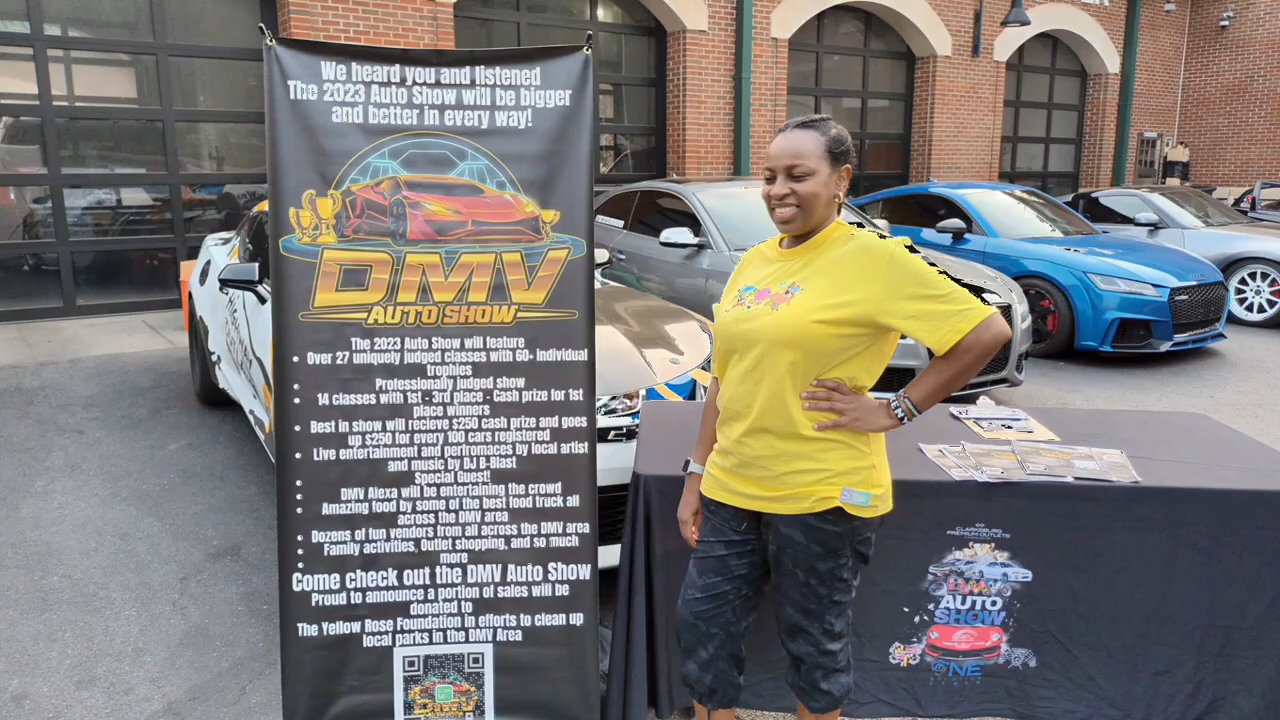 We heard you and listened
The 2023 Auto Show will be bigger
and better in every way!
DMV
AUTO SHOW
The 2023 Auto Show will feature
Over 27 uniquely judged classes with 60+ individual
trophies
Professionally judged show
14 classes with 1st - 3rd place - Cash prize for 1st
place winners
Best in show will recieve $250 cash prize and goes
up $250 for every 100 cars registered
Live entertainment and perfromaces by local artist
and music by DJ B-Blast
Special Guest!
DMV Alexa will be entertaining the crowd
Amazing food by some of the best food truck all
across the DMV area
Dozens of fun vendors from all across the DMV area
Family activities, Outlet shopping, and so much
more
Come check out the DMV Auto Show
Proud to announce a portion of sales will be
donated to
The Yellow Rose Foundation in efforts to clean up
local parks in the DMV Area
DMV
CLARKSBURG
PREMIUM OUTLETS
DMV
AUTO
SHOW
ONE